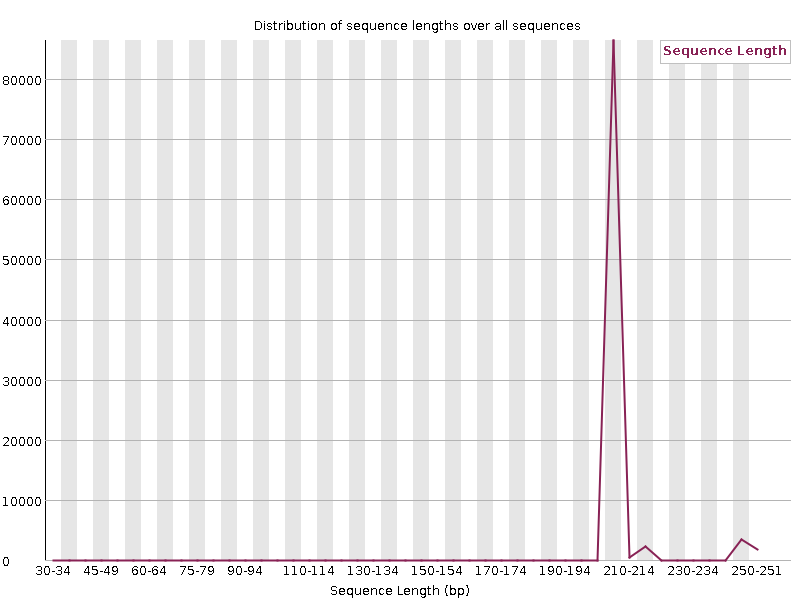 Distribution of sequence lengths over all sequences
Sequence Length
80000
70000
60000
50000
40000
30000
20000
10000
0
30-34 45-49 60-64 75-79 90-94 110-114 130-134 150-154 170-174 190-194 210-214 230-234 250-251
Sequence Length (bp)